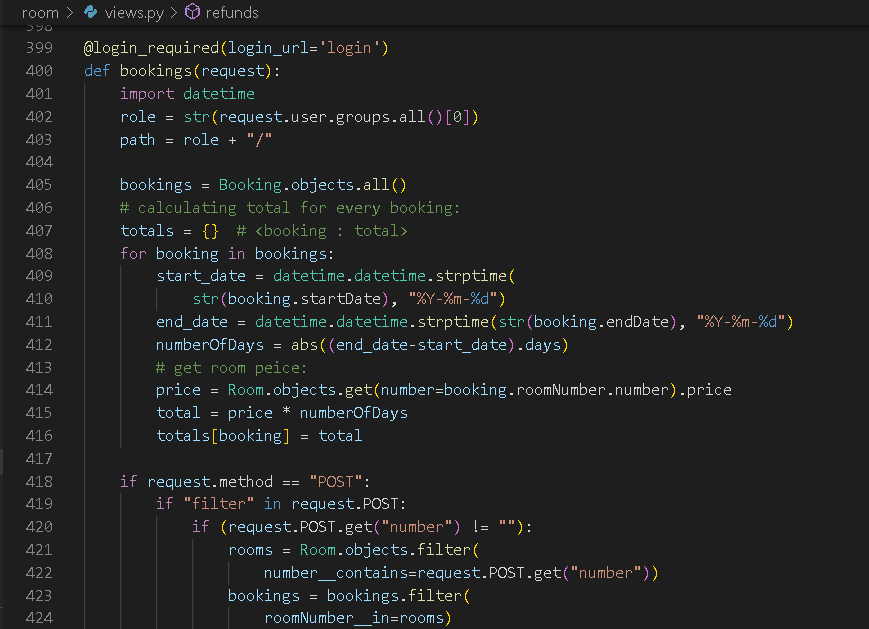 room > views.py > refunds
398
399 @login_required(login_url='login')
400 def bookings(request):
401 import datetime
402 role = str(request.user.groups.all()[0])
403 path = role + "/"
404
405 bookings = Booking.objects.all()
406 # calculating total for every booking:
407 totals = {}  # <booking : total>
408 for booking in bookings:
409 start_date = datetime.datetime.strptime(
410 str(booking.startDate), "%Y-%m-%d")
411 end_date = datetime.datetime.strptime(str(booking.endDate), "%Y-%m-%d")
412 numberOfDays = abs((end_date-start_date).days)
413 # get room peice:
414 price = Room.objects.get(number=booking.roomNumber.number).price
415 total = price * numberOfDays
416 totals[booking] = total
417
418 if request.method == "POST":
419 if "filter" in request.POST:
420 if (request.POST.get("number") != ""):
421 rooms = Room.objects.filter(
422 number__contains=request.POST.get("number"))
423 bookings = bookings.filter(
424 roomNumber__in=rooms)